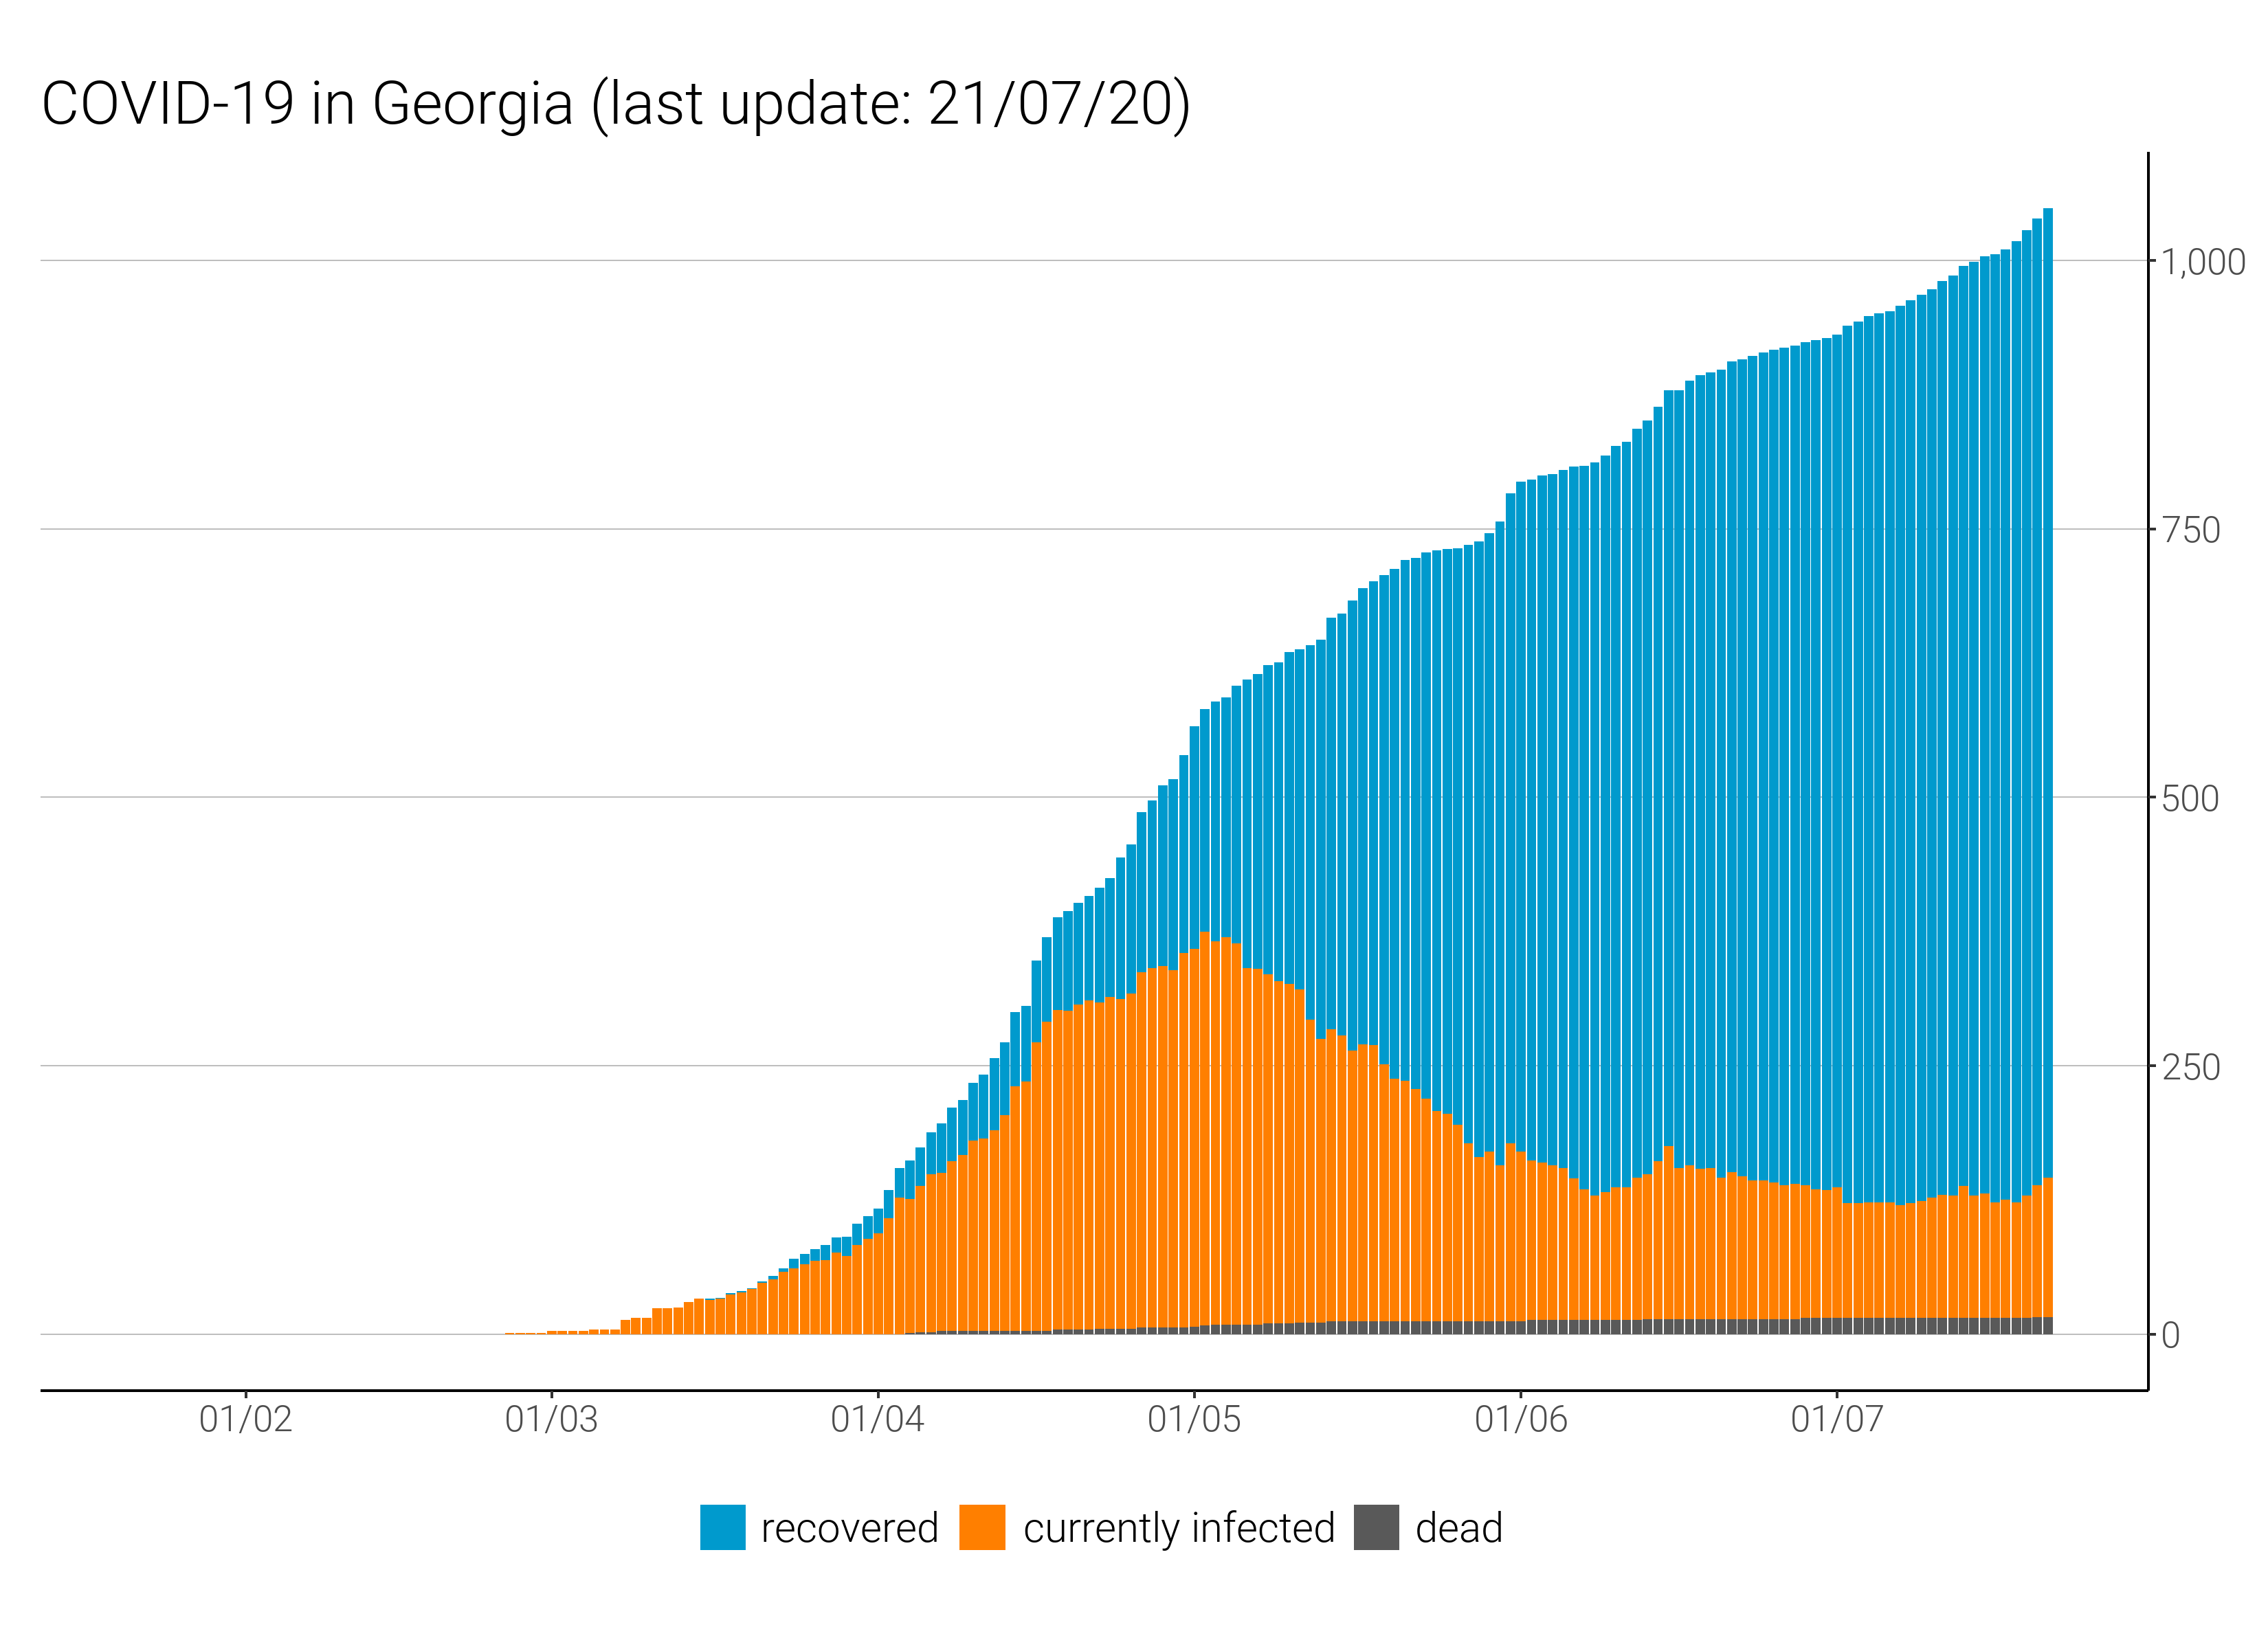 COVID-19 in Georgia (last update: 21/07/20)
1,000
750
500
250
0
01/02 01/03 01/04 01/05 01/06 01/07
recovered currently infected dead